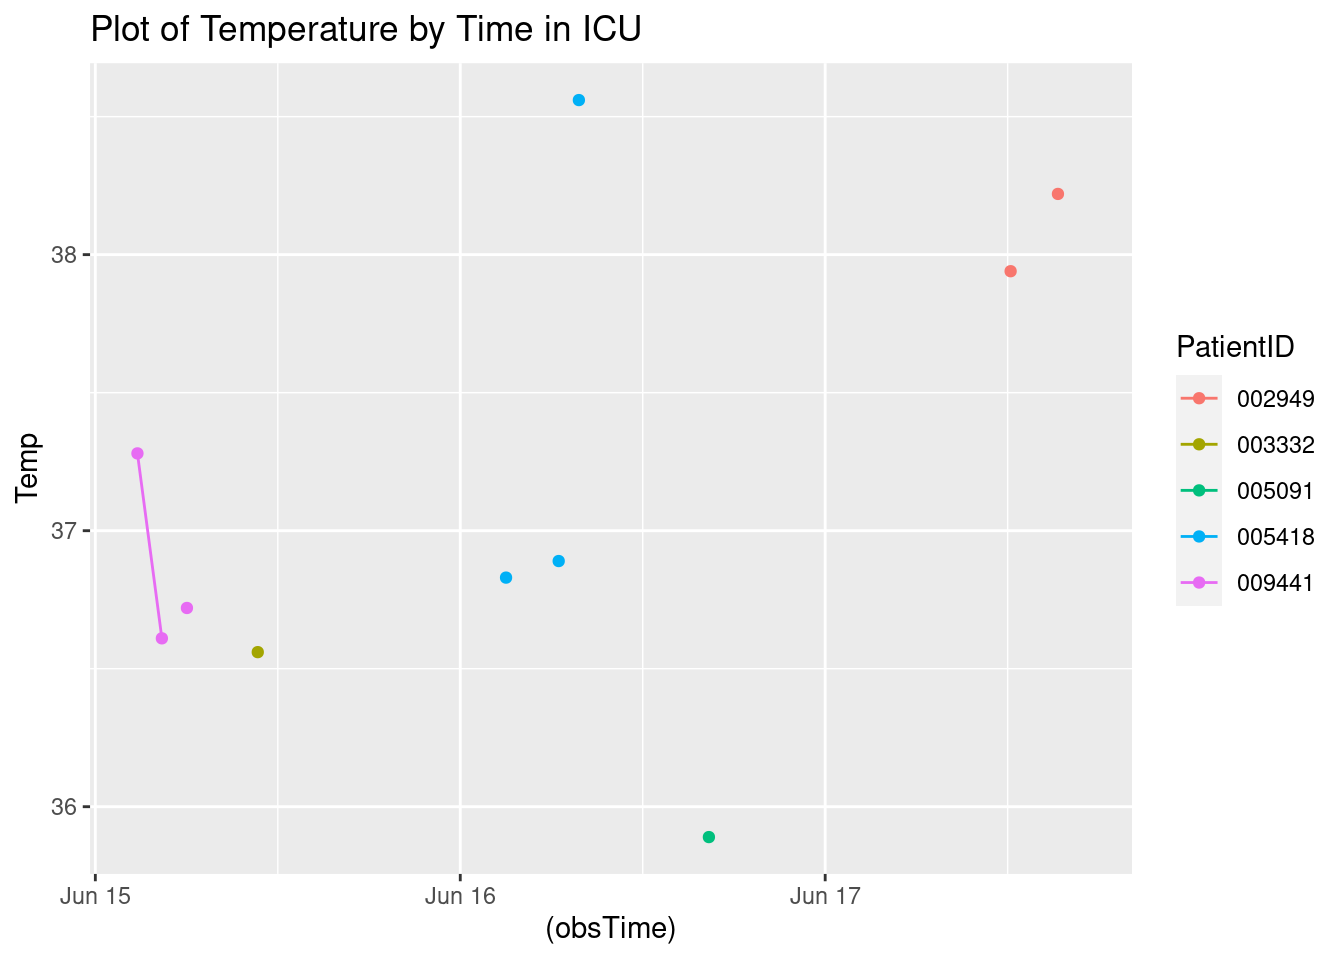 Plot of Temperature by Time in ICU
Temp
38
37
36
Jun 15
Jun 16
Jun 17
(obsTime)
PatientID
002949
003332
005091
005418
009441